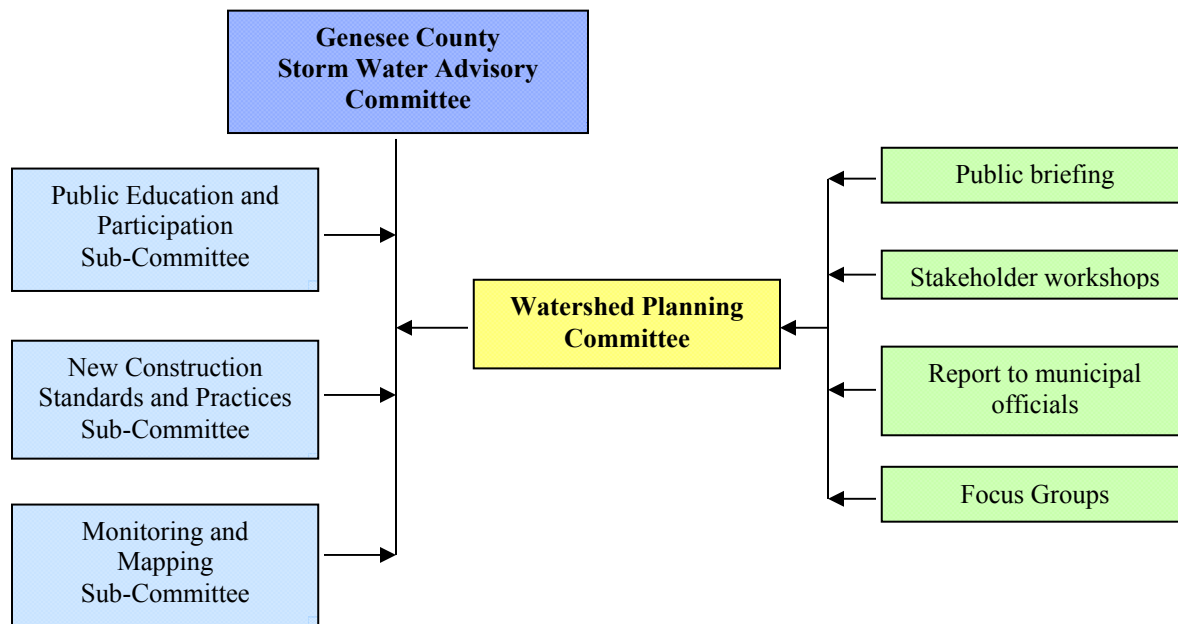 Genesee County
Storm Water Advisory
Committee
Public Education and
Participation
Sub-Committee
New Construction
Standards and Practices
Sub-Committee
Monitoring and
Mapping
Sub-Committee
Watershed Planning
Committee
Public briefing
Stakeholder workshops
Report to municipal
officials
Focus Groups